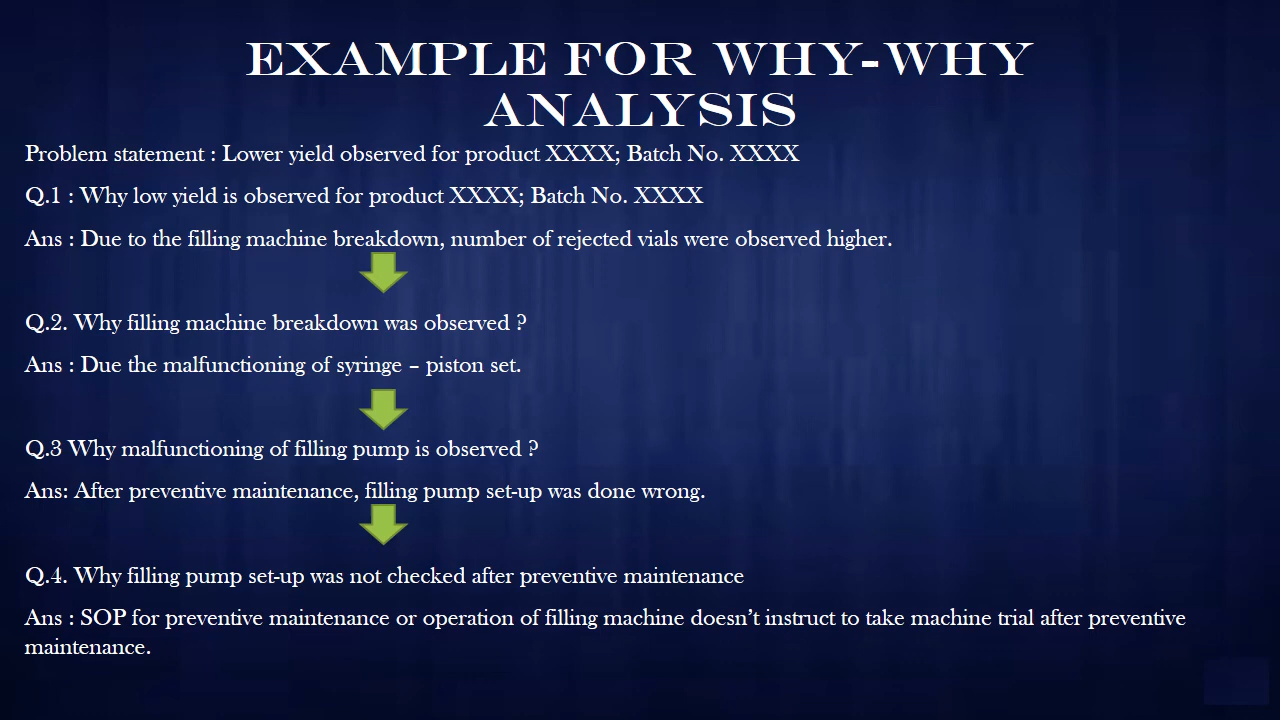 EXAMPLE FOR WHY-WHY
ANALYSIS
Problem statement : Lower yield observed for product XXXX; Batch No. XXXX
Q.1 : Why low yield is observed for product XXXX; Batch No. XXXX
Ans : Due to the filling machine breakdown, number of rejected vials were observed higher.
Q.2. Why filling machine breakdown was observed ?
Ans : Due the malfunctioning of syringe – piston set.
Q.3 Why malfunctioning of filling pump is observed ?
Ans: After preventive maintenance, filling pump set-up was done wrong.
Q.4. Why filling pump set-up was not checked after preventive maintenance
Ans : SOP for preventive maintenance or operation of filling machine doesn’t instruct to take machine trial after preventive
maintenance.